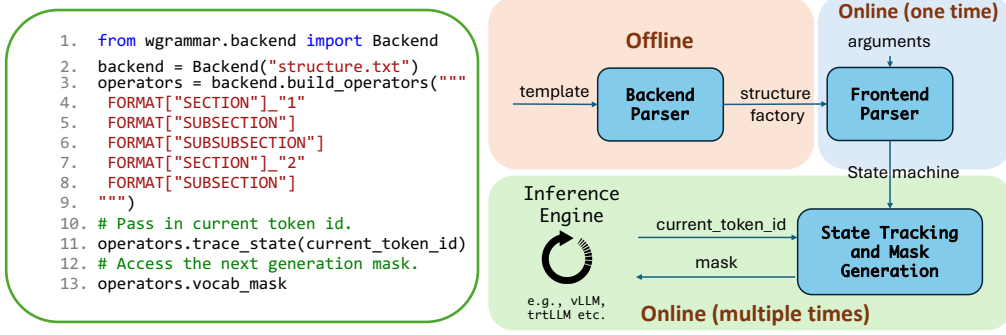 1. from wgrammar.backend import Backend
2. backend = Backend("structure.txt")
3. operators = backend.build_operators("""
4. FORMAT["SECTION"]_"1"
5. FORMAT["SUBSECTION"]
6. FORMAT["SUBSUBSECTION"]
7. FORMAT["SECTION"]_"2"
8. FORMAT["SUBSECTION"]
9. """)
10. # Pass in current token id.
11. operators.trace_state(current_token_id)
12. # Access the next generation mask.
13. operators.vocab_mask
Offline
template
Backend
Parser
structure
factory
Online (one time)
arguments
Frontend
Parser
State machine
Inference
Engine
e.g., vLLM,
trtLLM etc.
current_token_id
mask
State Tracking
and Mask
Generation
Online (multiple times)